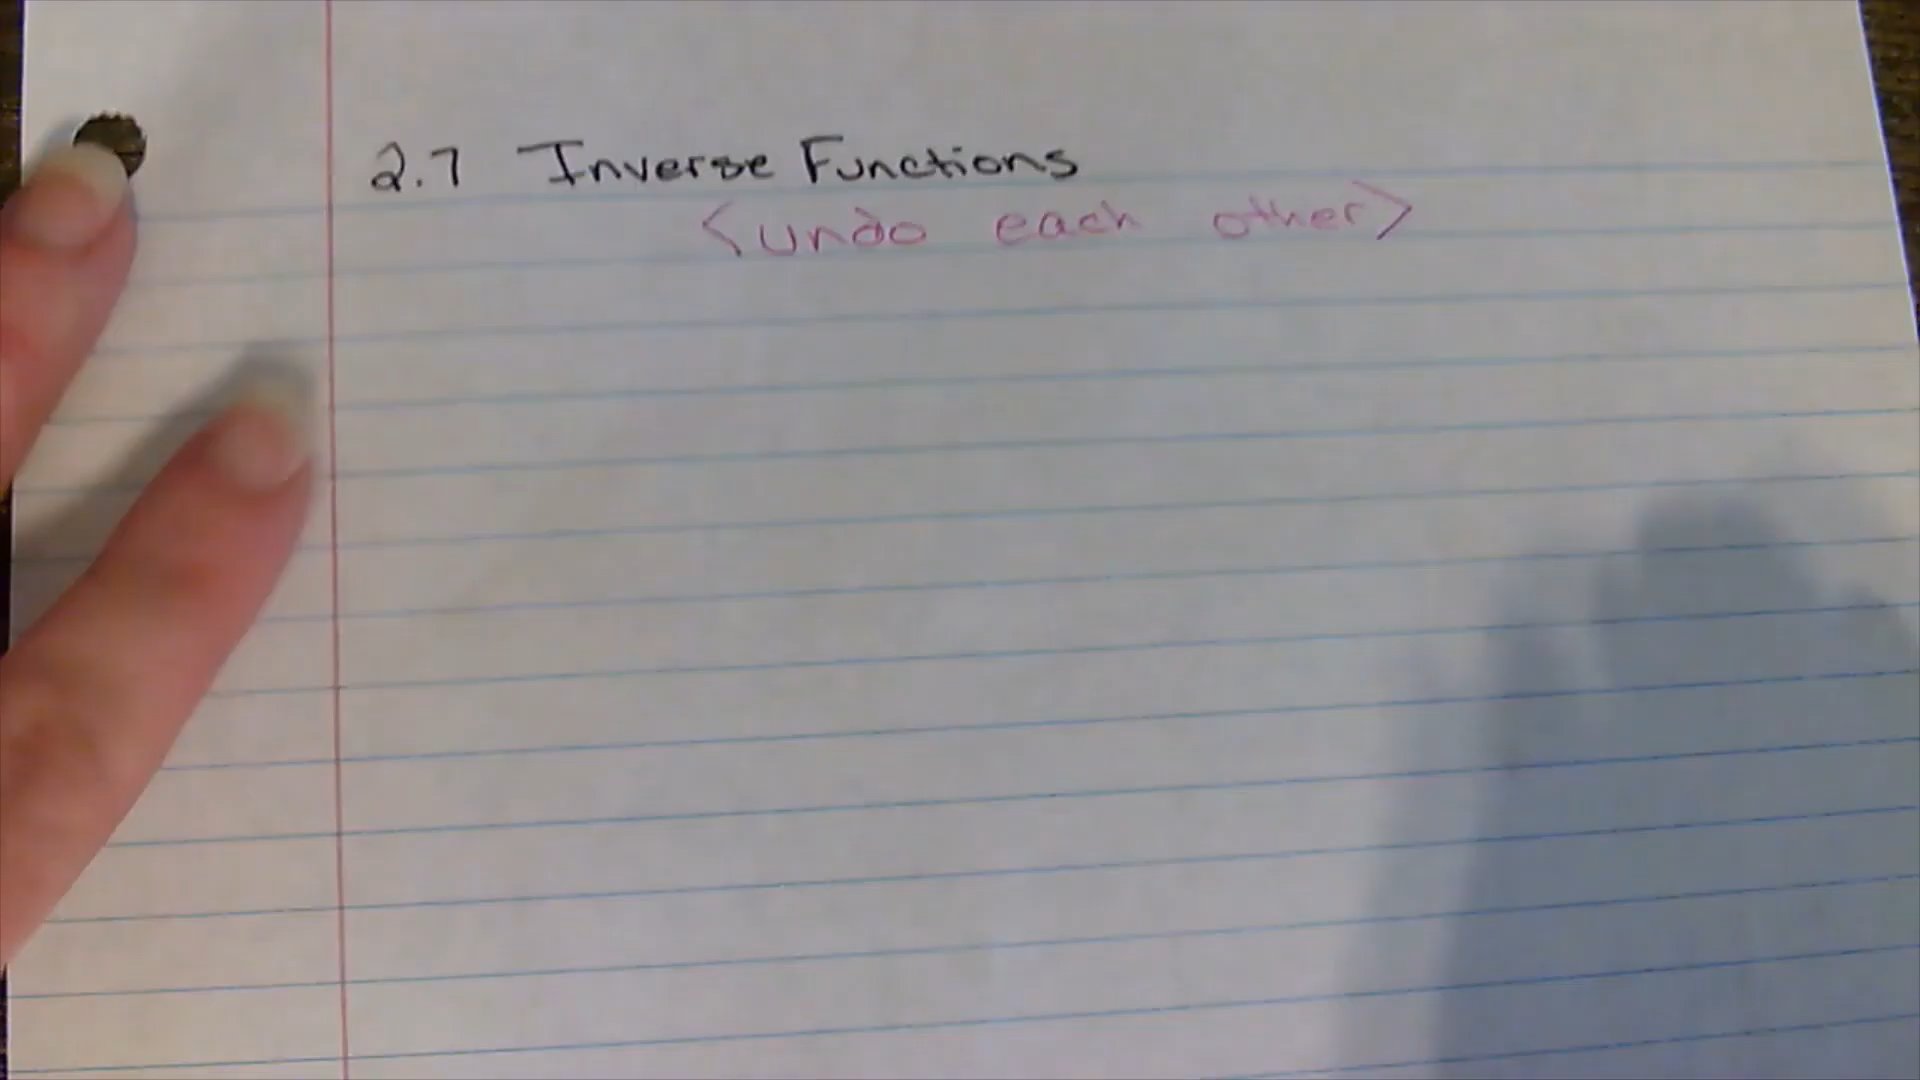 2.7 Inverse Functions
<undo each other>